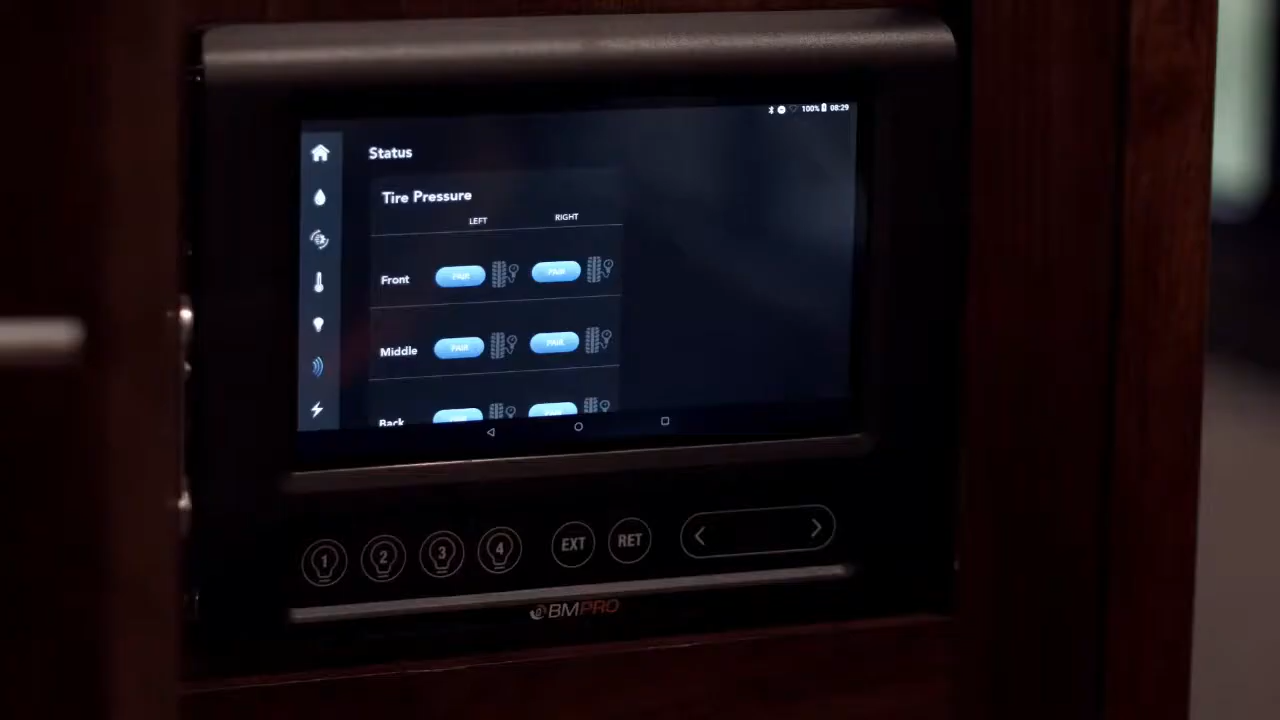 100% 08:29
Status
Tire Pressure
LEFT RIGHT
Front PAIR PAIR
Middle PAIR PAIR
Back PAIR PAIR
1 2 3 4 EXT RET < >
BMPRO